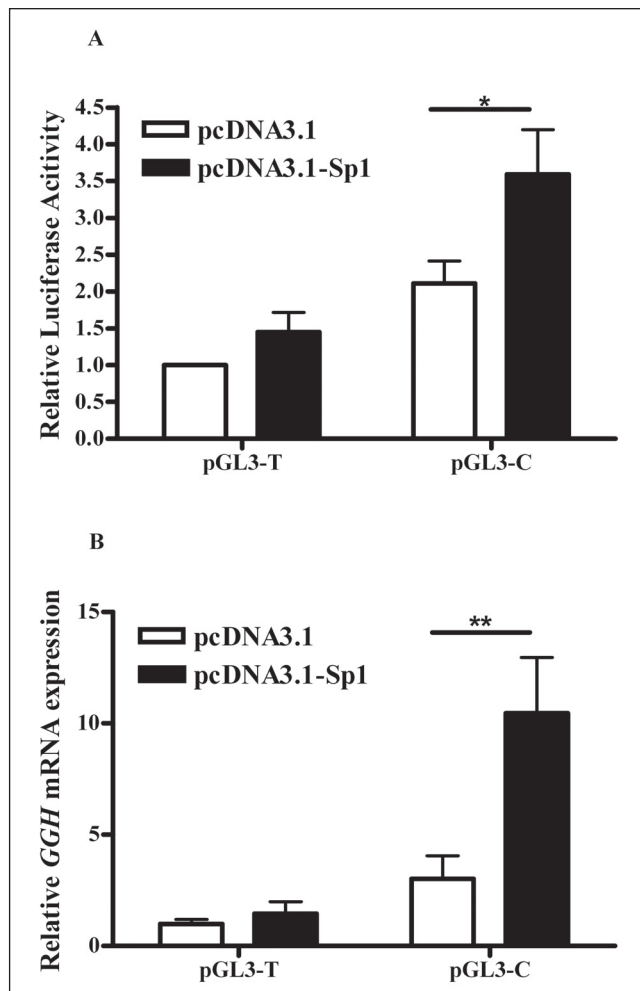 A
Relative Luciferase Acitivity
4.5
4.0
3.5
3.0
2.5
2.0
1.5
1.0
0.5
0.0
pcDNA3.1
pcDNA3.1-Sp1
*
pGL3-T
pGL3-C
B
Relative GGH mRNA expression
15
10
5
0
pcDNA3.1
pcDNA3.1-Sp1
**
pGL3-T
pGL3-C